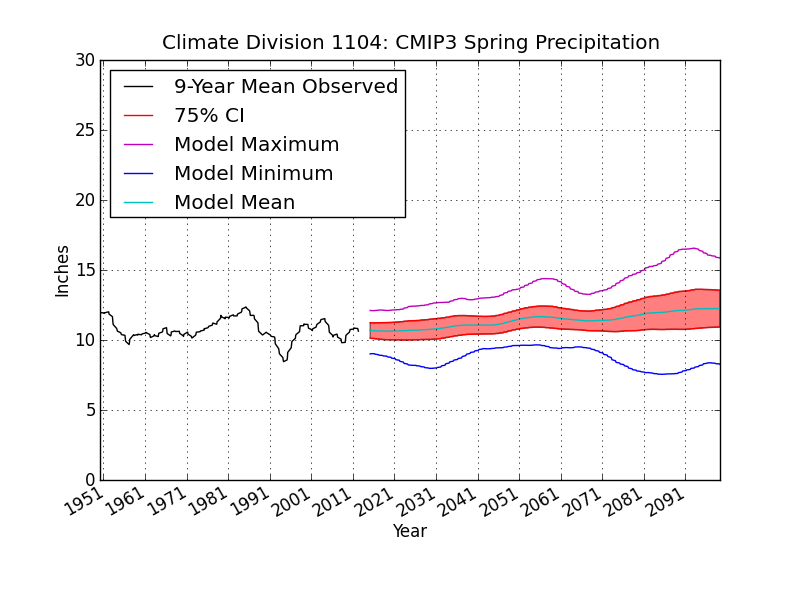 Climate Division 1104: CMIP3 Spring Precipitation
30
25
20
15
10
5
0
Inches
9-Year Mean Observed
75% CI
Model Maximum
Model Minimum
Model Mean
1951 1961 1971 1981 1991 2001 2011 2021 2031 2041 2051 2061 2071 2081 2091
Year